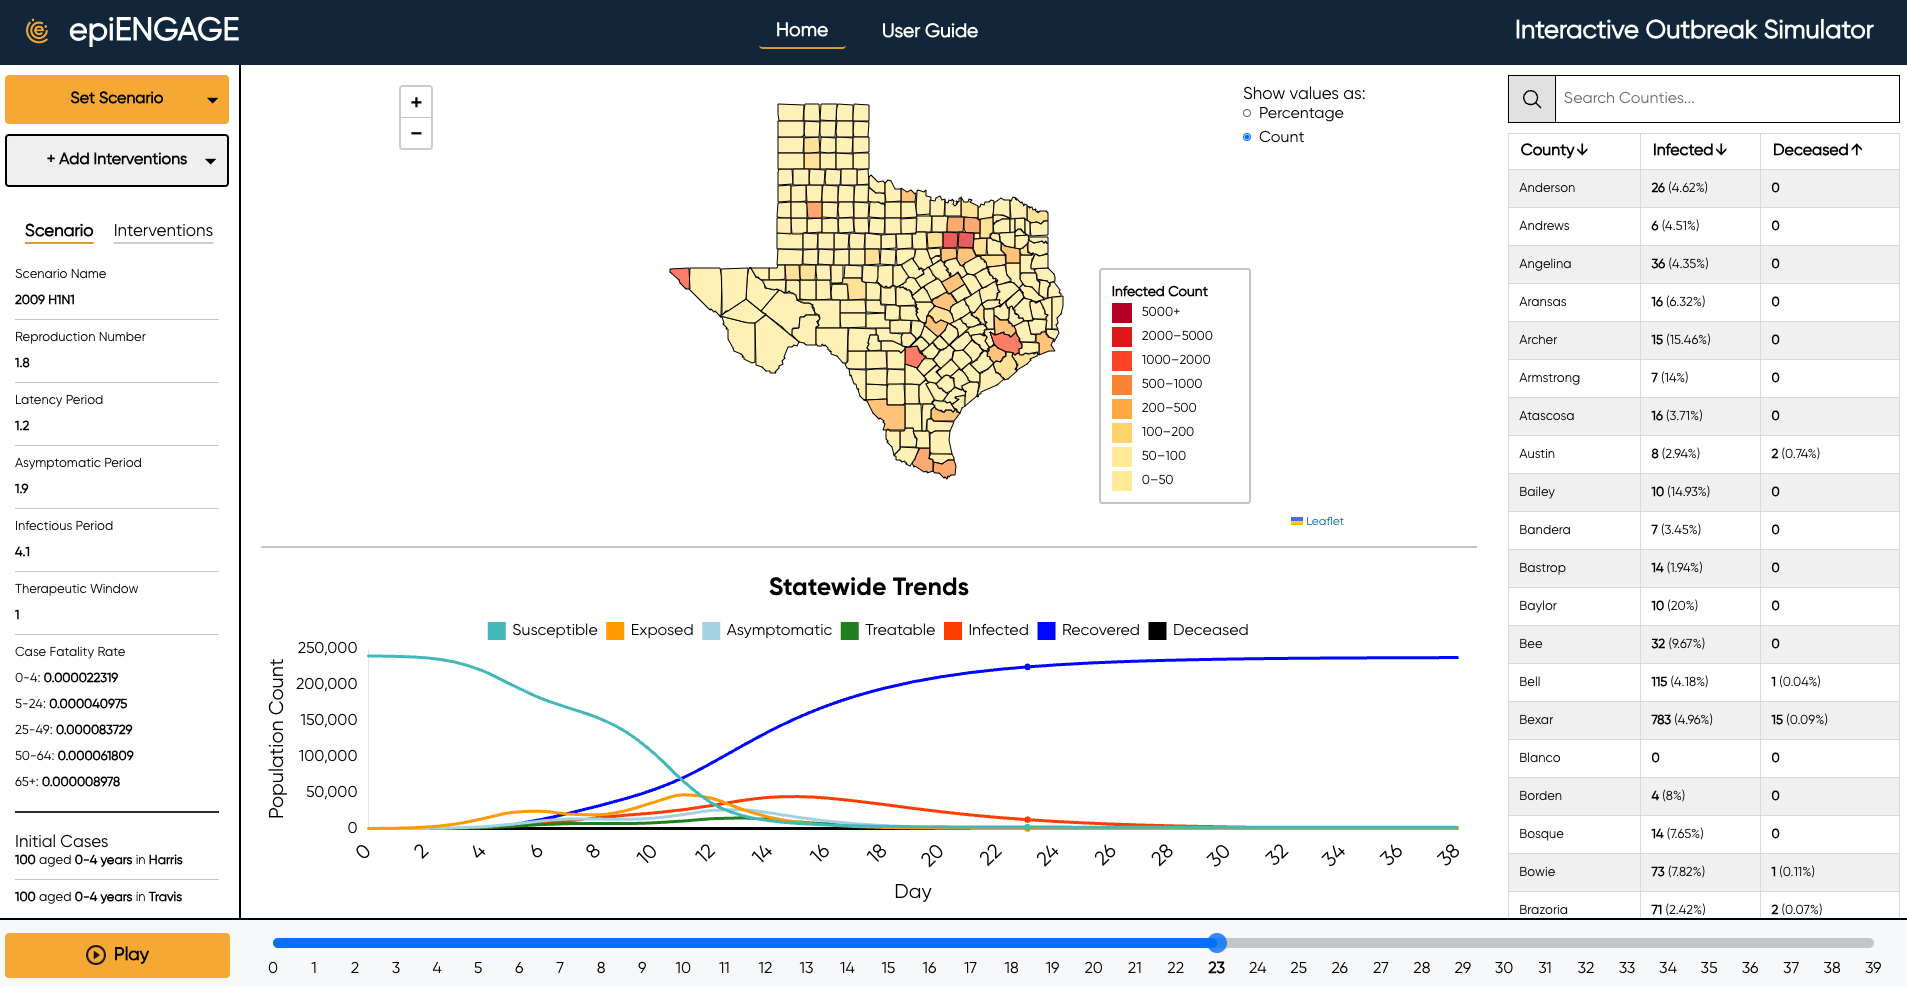 epiENGAGE
Home
User Guide
Interactive Outbreak Simulator
Set Scenario
+ Add Interventions
Scenario
Interventions
Scenario Name
2009 H1N1
Reproduction Number
1.8
Latency Period
1.2
Asymptomatic Period
1.9
Infectious Period
4.1
Therapeutic Window
1
Case Fatality Rate
0-4: 0.000022319
5-24: 0.000040975
25-49: 0.000083729
50-64: 0.000061809
65+: 0.000008978
Initial Cases
100 aged 0-4 years in Harris
100 aged 0-4 years in Travis
+
−
Show values as:
Percentage
Count
Infected Count
5000+
2000–5000
1000–2000
500–1000
200–500
100–200
50–100
0–50
Leaflet
Statewide Trends
Susceptible Exposed Asymptomatic Treatable Infected Recovered Deceased
Population Count
250,000
200,000
150,000
100,000
50,000
0
0 2 4 6 8 10 12 14 16 18 20 22 24 26 28 30 32 34 36 38
Day
Search Counties...
County↓ Infected↓ Deceased↑
Anderson 26 (4.62%) 0
Andrews 6 (4.51%) 0
Angelina 36 (4.35%) 0
Aransas 16 (6.32%) 0
Archer 15 (15.46%) 0
Armstrong 7 (14%) 0
Atascosa 16 (3.71%) 0
Austin 8 (2.94%) 2 (0.74%)
Bailey 10 (14.93%) 0
Bandera 7 (3.45%) 0
Bastrop 14 (1.94%) 0
Baylor 10 (20%) 0
Bee 32 (9.67%) 0
Bell 115 (4.18%) 1 (0.04%)
Bexar 783 (4.96%) 15 (0.09%)
Blanco 0 0
Borden 4 (8%) 0
Bosque 14 (7.65%) 0
Bowie 73 (7.82%) 1 (0.11%)
Brazoria 71 (2.42%) 2 (0.07%)
Play
0 1 2 3 4 5 6 7 8 9 10 11 12 13 14 15 16 17 18 19 20 21 22 23 24 25 26 27 28 29 30 31 32 33 34 35 36 37 38 39